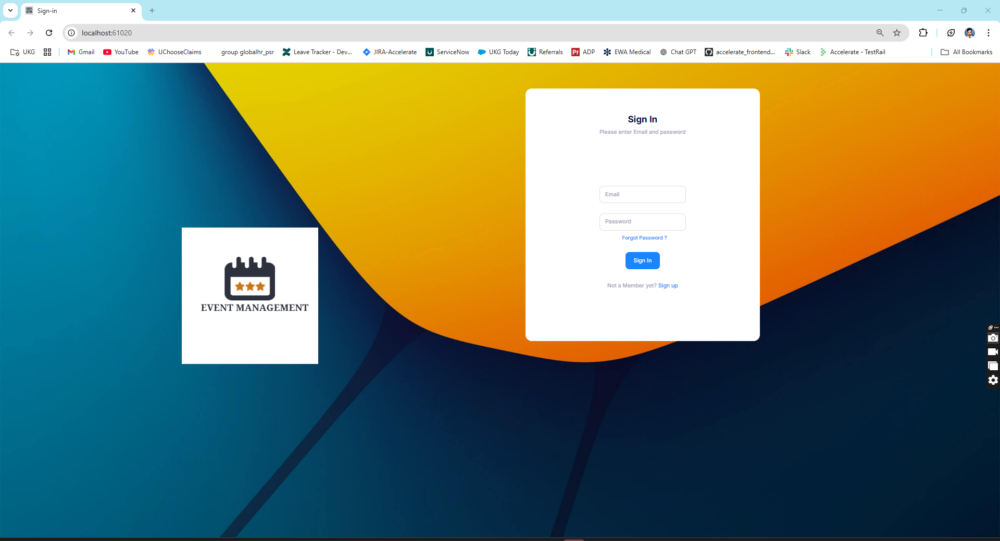 Sign-in
localhost:61020
UKG
Gmail
YouTube
UChooseClaims
group globalhr_psr
Leave Tracker - Dev...
JIRA-Accelerate
ServiceNow
UKG Today
Referrals
Pf ADP
EWA Medical
Chat GPT
accelerate_frontend...
Slack
Accelerate - TestRail
All Bookmarks
Sign In
Please enter Email and password
Email
Password
Forgot Password ?
Sign In
Not a Member yet? Sign up
EVENT MANAGEMENT